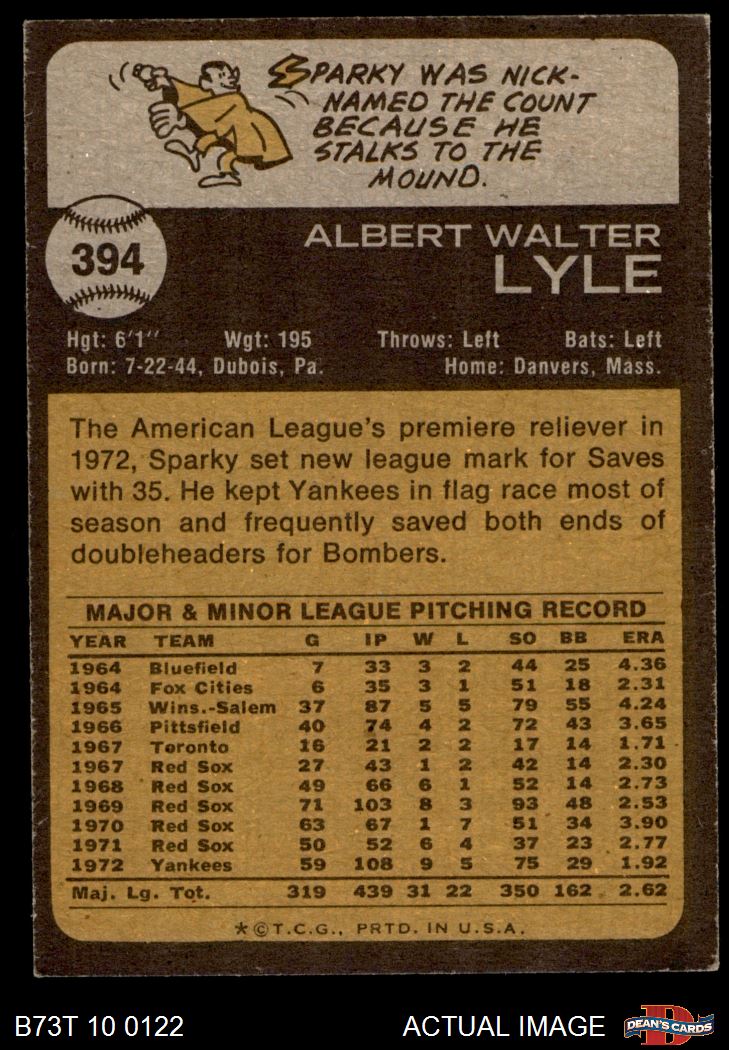 SPARKY WAS NICK-
NAMED THE COUNT
BECAUSE HE
STALKS TO THE
MOUND.
394
ALBERT WALTER
LYLE
Hgt: 6'1" Wgt: 195 Throws: Left Bats: Left
Born: 7-22-44, Dubois, Pa. Home: Danvers, Mass.
The American League's premiere reliever in
1972, Sparky set new league mark for Saves
with 35. He kept Yankees in flag race most of
season and frequently saved both ends of
doubleheaders for Bombers.
MAJOR & MINOR LEAGUE PITCHING RECORD
YEAR TEAM G IP W L SO BB ERA
1964 Bluefield 7 33 3 2 44 25 4.36
1964 Fox Cities 6 35 3 1 51 18 2.31
1965 Wins.-Salem 37 87 5 5 79 55 4.24
1966 Pittsfield 40 74 4 2 72 43 3.65
1967 Toronto 16 21 2 2 17 14 1.71
1967 Red Sox 27 43 1 2 42 14 2.30
1968 Red Sox 49 66 6 1 52 14 2.73
1969 Red Sox 71 103 8 3 93 48 2.53
1970 Red Sox 63 67 1 7 51 34 3.90
1971 Red Sox 50 52 6 4 37 23 2.77
1972 Yankees 59 108 9 5 75 29 1.92
Maj. Lg. Tot. 319 439 31 22 350 162 2.62
*©T.C.G., PRTD. IN U.S.A.
B73T 10 0122 ACTUAL IMAGE D DEAN'S CARDS